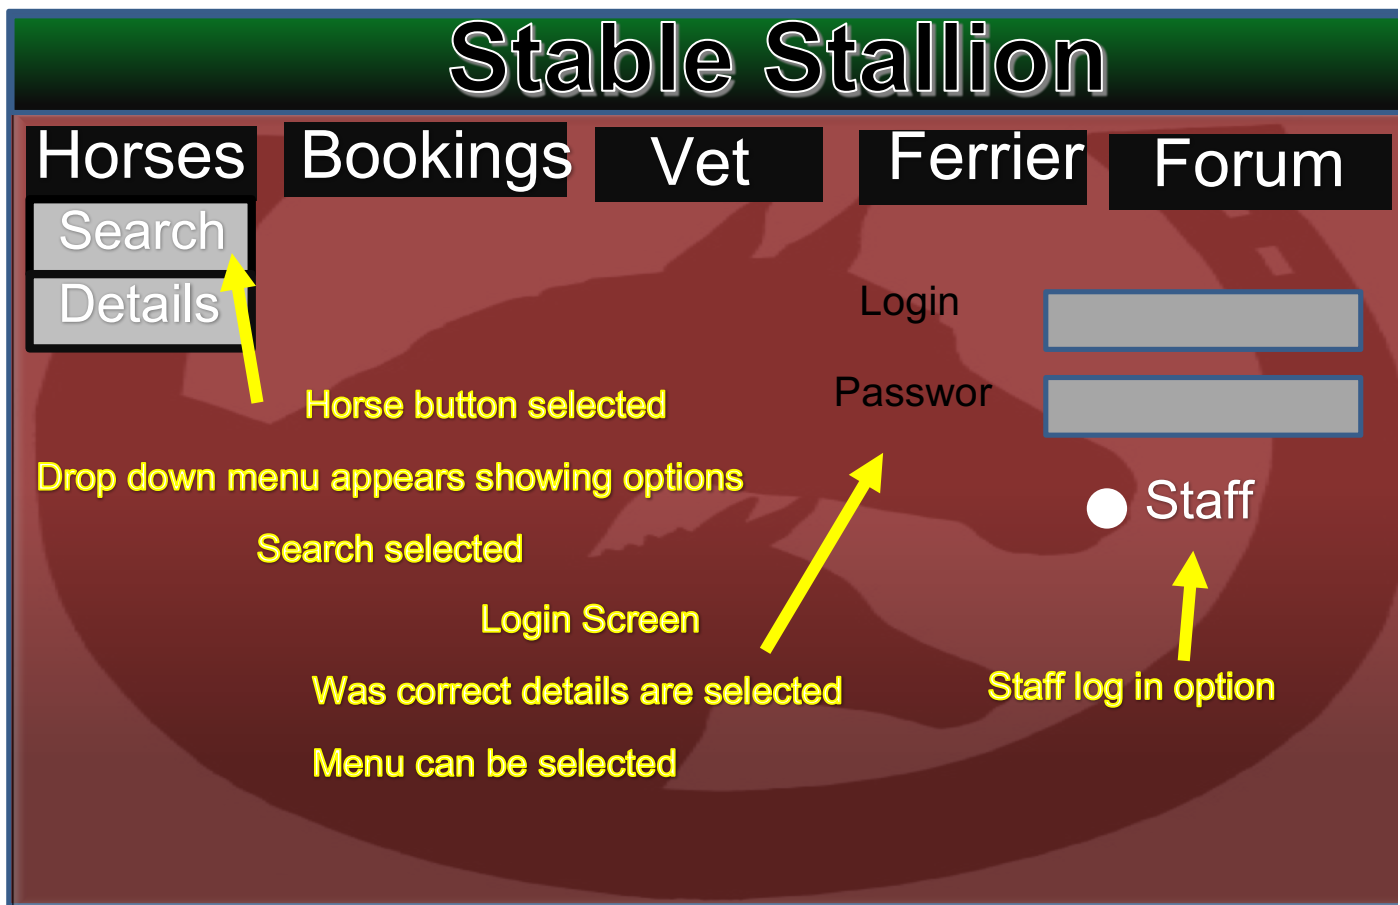 Stable Stallion
Horses Bookings Vet Ferrier Forum
Search
Details
Login
Passwor
Staff
Horse button selected
Drop down menu appears showing options
Search selected
Login Screen
Was correct details are selected
Menu can be selected
Staff log in option